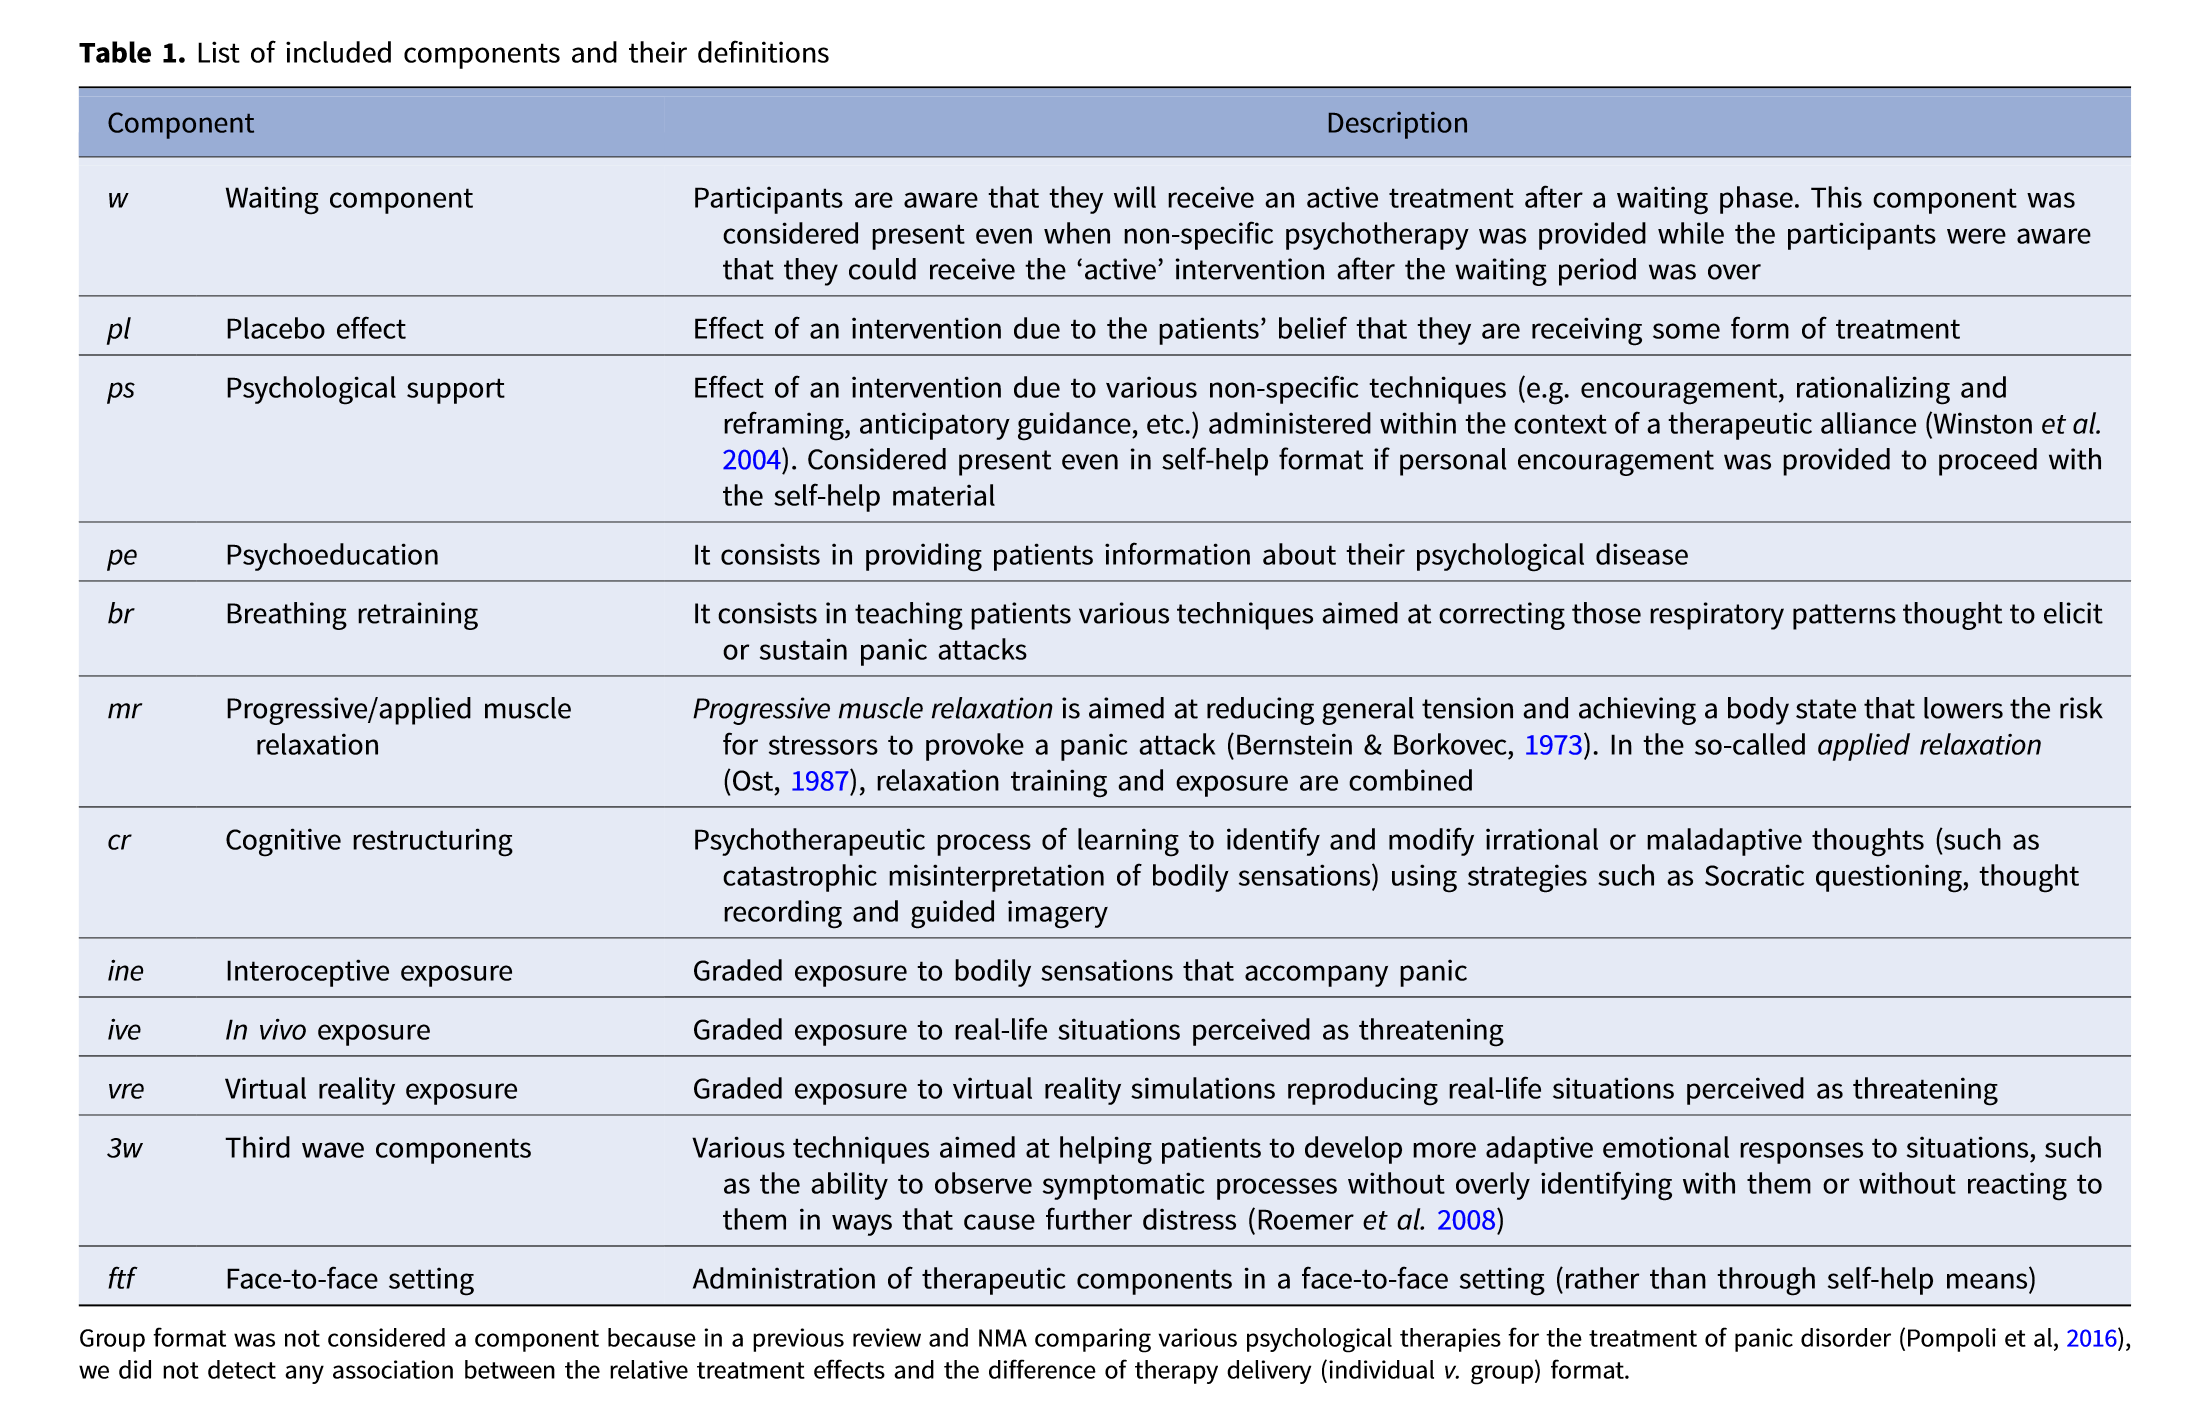 Table 1. List of included components and their definitions
Component Description
w Waiting component Participants are aware that they will receive an active treatment after a waiting phase. This component was
considered present even when non-specific psychotherapy was provided while the participants were aware
that they could receive the ‘active’ intervention after the waiting period was over
pl Placebo effect Effect of an intervention due to the patients’ belief that they are receiving some form of treatment
ps Psychological support Effect of an intervention due to various non-specific techniques (e.g. encouragement, rationalizing and
reframing, anticipatory guidance, etc.) administered within the context of a therapeutic alliance (Winston et al.
2004). Considered present even in self-help format if personal encouragement was provided to proceed with
the self-help material
pe Psychoeducation It consists in providing patients information about their psychological disease
br Breathing retraining It consists in teaching patients various techniques aimed at correcting those respiratory patterns thought to elicit
or sustain panic attacks
mr Progressive/applied muscle Progressive muscle relaxation is aimed at reducing general tension and achieving a body state that lowers the risk
relaxation for stressors to provoke a panic attack (Bernstein & Borkovec, 1973). In the so-called applied relaxation
(Ost, 1987), relaxation training and exposure are combined
cr Cognitive restructuring Psychotherapeutic process of learning to identify and modify irrational or maladaptive thoughts (such as
catastrophic misinterpretation of bodily sensations) using strategies such as Socratic questioning, thought
recording and guided imagery
ine Interoceptive exposure Graded exposure to bodily sensations that accompany panic
ive In vivo exposure Graded exposure to real-life situations perceived as threatening
vre Virtual reality exposure Graded exposure to virtual reality simulations reproducing real-life situations perceived as threatening
3w Third wave components Various techniques aimed at helping patients to develop more adaptive emotional responses to situations, such
as the ability to observe symptomatic processes without overly identifying with them or without reacting to
them in ways that cause further distress (Roemer et al. 2008)
ftf Face-to-face setting Administration of therapeutic components in a face-to-face setting (rather than through self-help means)
Group format was not considered a component because in a previous review and NMA comparing various psychological therapies for the treatment of panic disorder (Pompoli et al, 2016),
we did not detect any association between the relative treatment effects and the difference of therapy delivery (individual v. group) format.